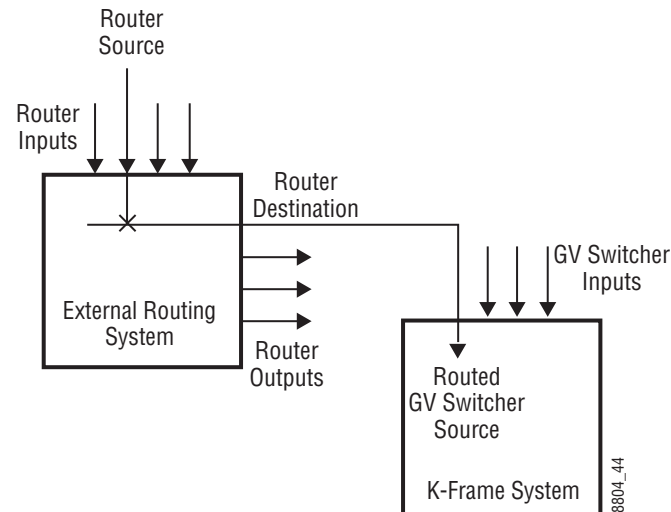 Router
Source
Router
Inputs
Router
Destination
GV Switcher
Inputs
External Routing
System
Router
Outputs
Routed
GV Switcher
Source
K-Frame System
8804_44